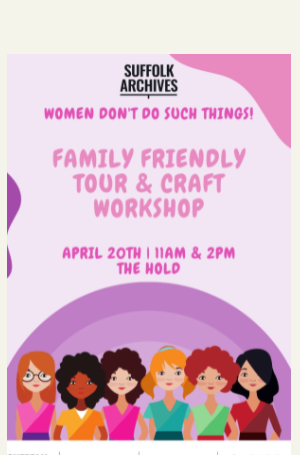 SUFFOLK
ARCHIVES
WOMEN DON'T DO SUCH THINGS!
FAMILY FRIENDLY
TOUR & CRAFT
WORKSHOP
APRIL 20TH | 11AM & 2PM
THE HOLD